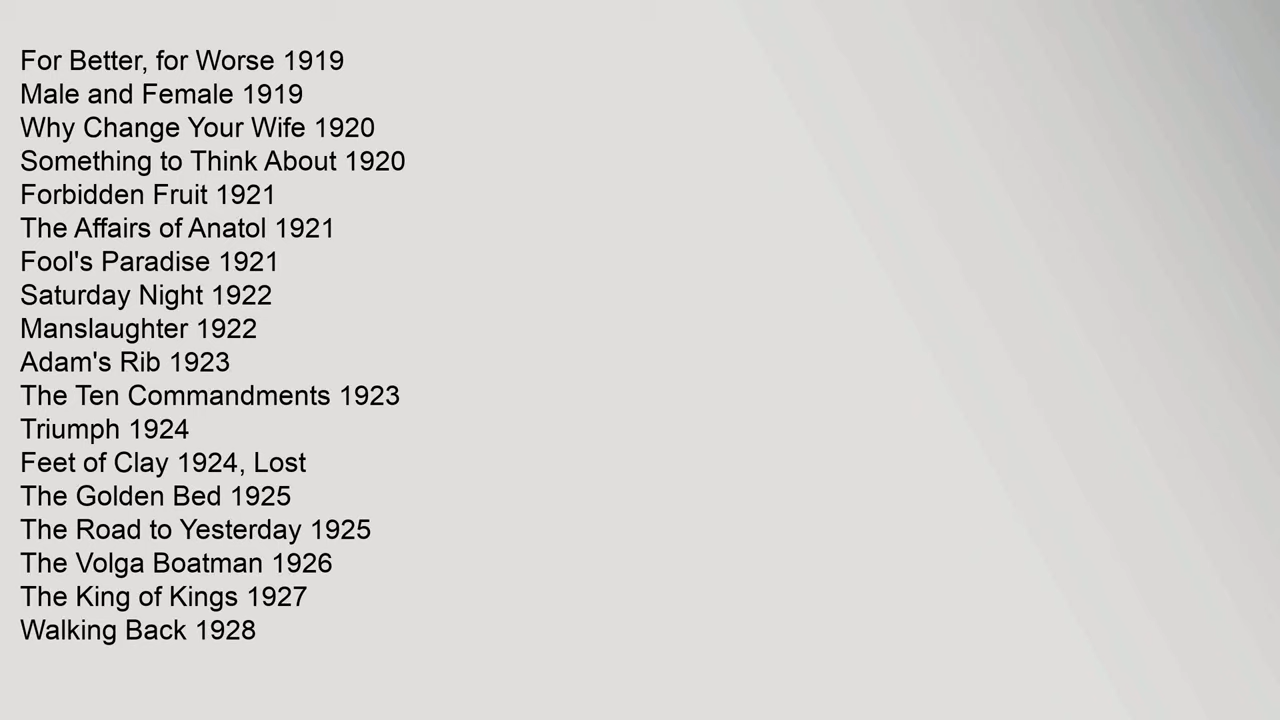 For Better, for Worse 1919
Male and Female 1919
Why Change Your Wife 1920
Something to Think About 1920
Forbidden Fruit 1921
The Affairs of Anatol 1921
Fool's Paradise 1921
Saturday Night 1922
Manslaughter 1922
Adam's Rib 1923
The Ten Commandments 1923
Triumph 1924
Feet of Clay 1924, Lost
The Golden Bed 1925
The Road to Yesterday 1925
The Volga Boatman 1926
The King of Kings 1927
Walking Back 1928